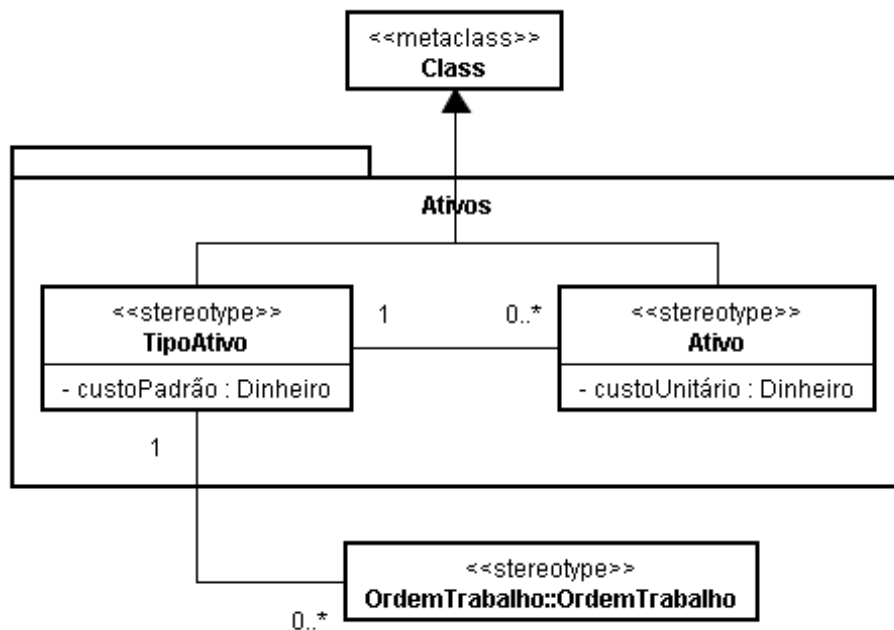 <<metaclass>>
Class
Ativos
<<stereotype>>
TipoAtivo
- custoPadrão : Dinheiro
1
0..*
<<stereotype>>
Ativo
- custoUnitário : Dinheiro
1
0..*
<<stereotype>>
OrdemTrabalho::OrdemTrabalho